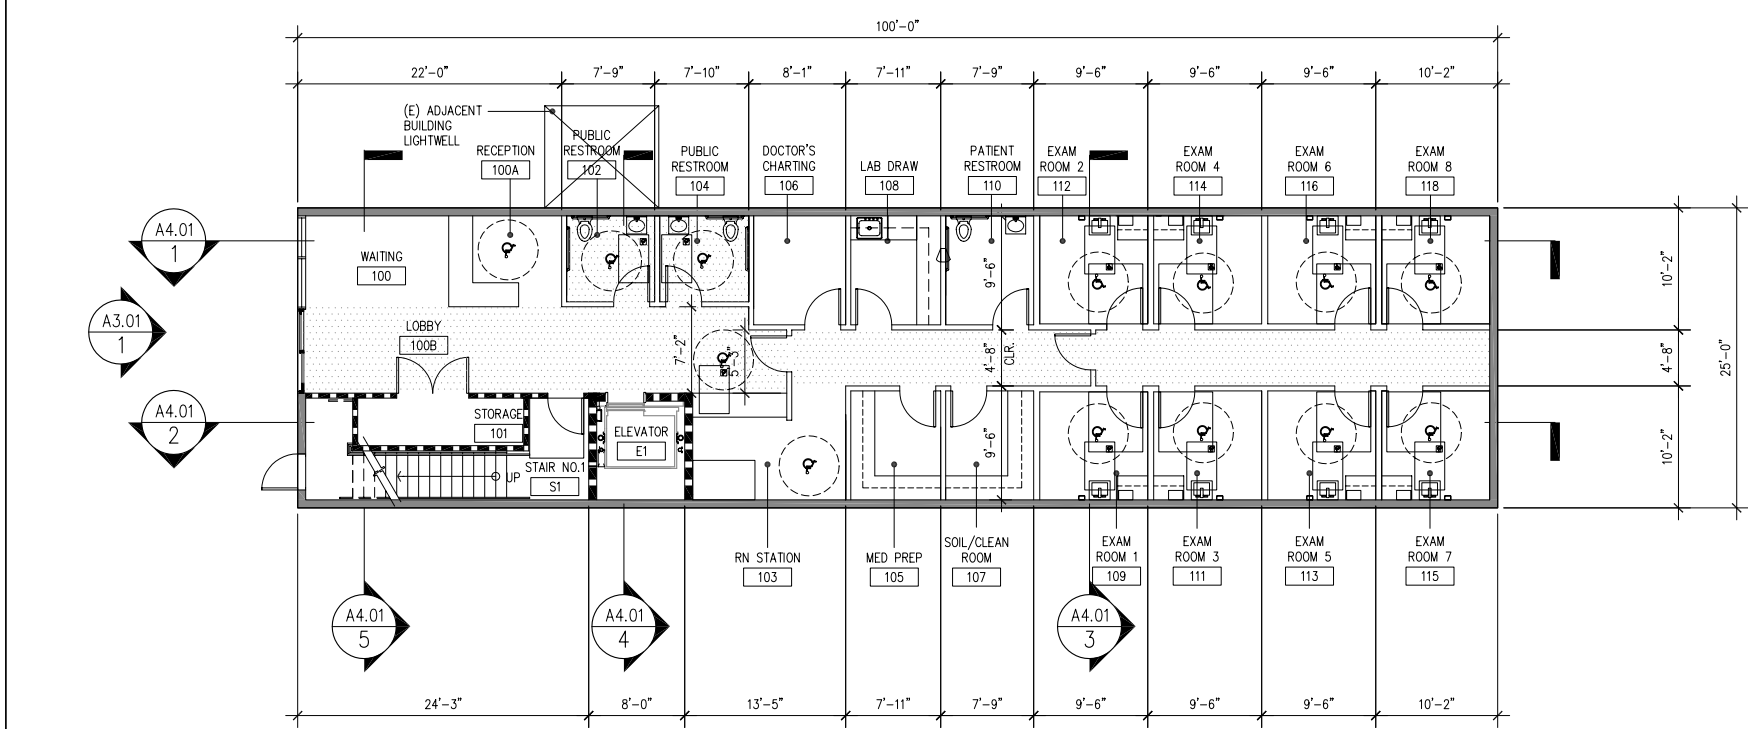 100'-0"
22'-0"
7'-9"
7'-10"
8'-1"
7'-11"
7'-9"
9'-6"
9'-6"
9'-6"
10'-2"
(E) ADJACENT
BUILDING
LIGHTWELL
RECEPTION
100A
PUBLIC
RESTROOM
102
PUBLIC
RESTROOM
104
DOCTOR'S
CHARTING
106
LAB DRAW
108
PATIENT
RESTROOM
110
EXAM
ROOM 2
112
EXAM
ROOM 4
114
EXAM
ROOM 6
116
EXAM
ROOM 8
118
A4.01
1
A3.01
1
A4.01
2
WAITING
100
LOBBY
100B
STORAGE
101
ELEVATOR
E1
STAIR NO.1
S1
UP
7'-2"
5'-3"
9'-6"
4'-8"
CLR.
9'-6"
10'-2"
4'-8"
10'-2"
25'-0"
RN STATION
103
MED PREP
105
SOIL/CLEAN
ROOM
107
EXAM
ROOM 1
109
EXAM
ROOM 3
111
EXAM
ROOM 5
113
EXAM
ROOM 7
115
A4.01
5
A4.01
4
A4.01
3
24'-3"
8'-0"
13'-5"
7'-11"
7'-9"
9'-6"
9'-6"
9'-6"
10'-2"